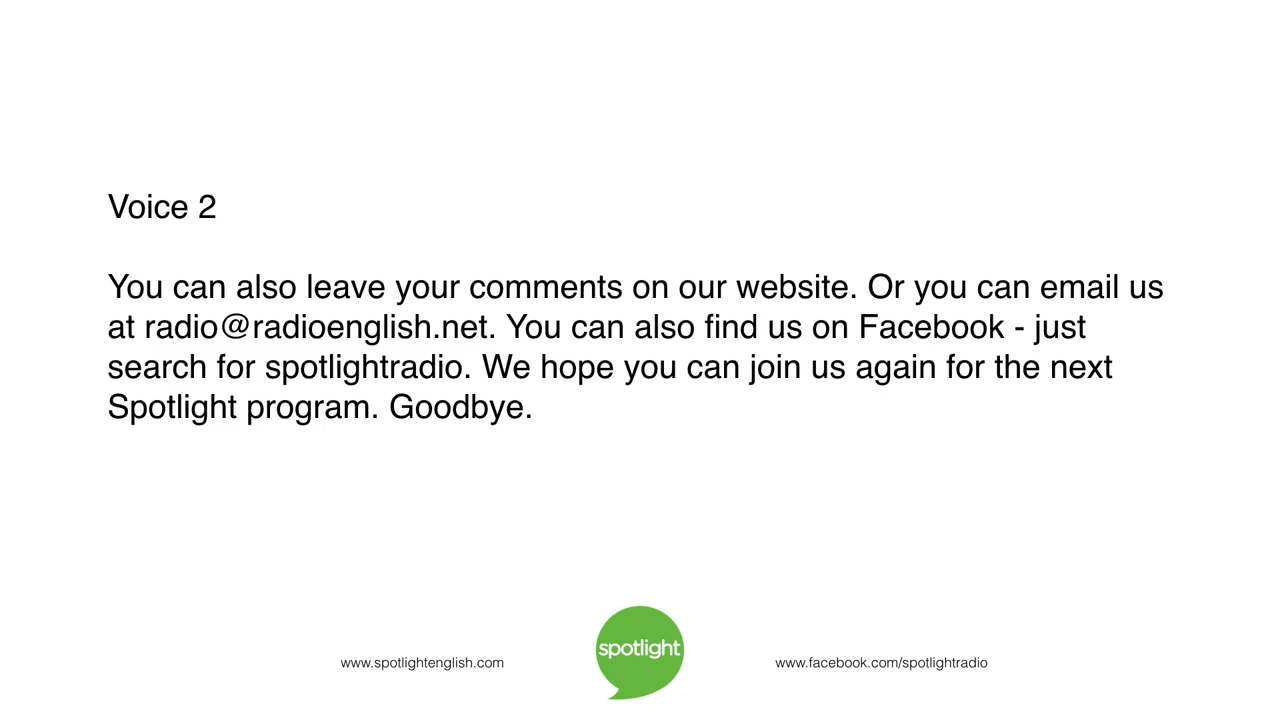 Voice 2
You can also leave your comments on our website. Or you can email us
at radio@radioenglish.net. You can also find us on Facebook - just
search for spotlightradio. We hope you can join us again for the next
Spotlight program. Goodbye.
www.spotlightenglish.com
spotlight
www.facebook.com/spotlightradio